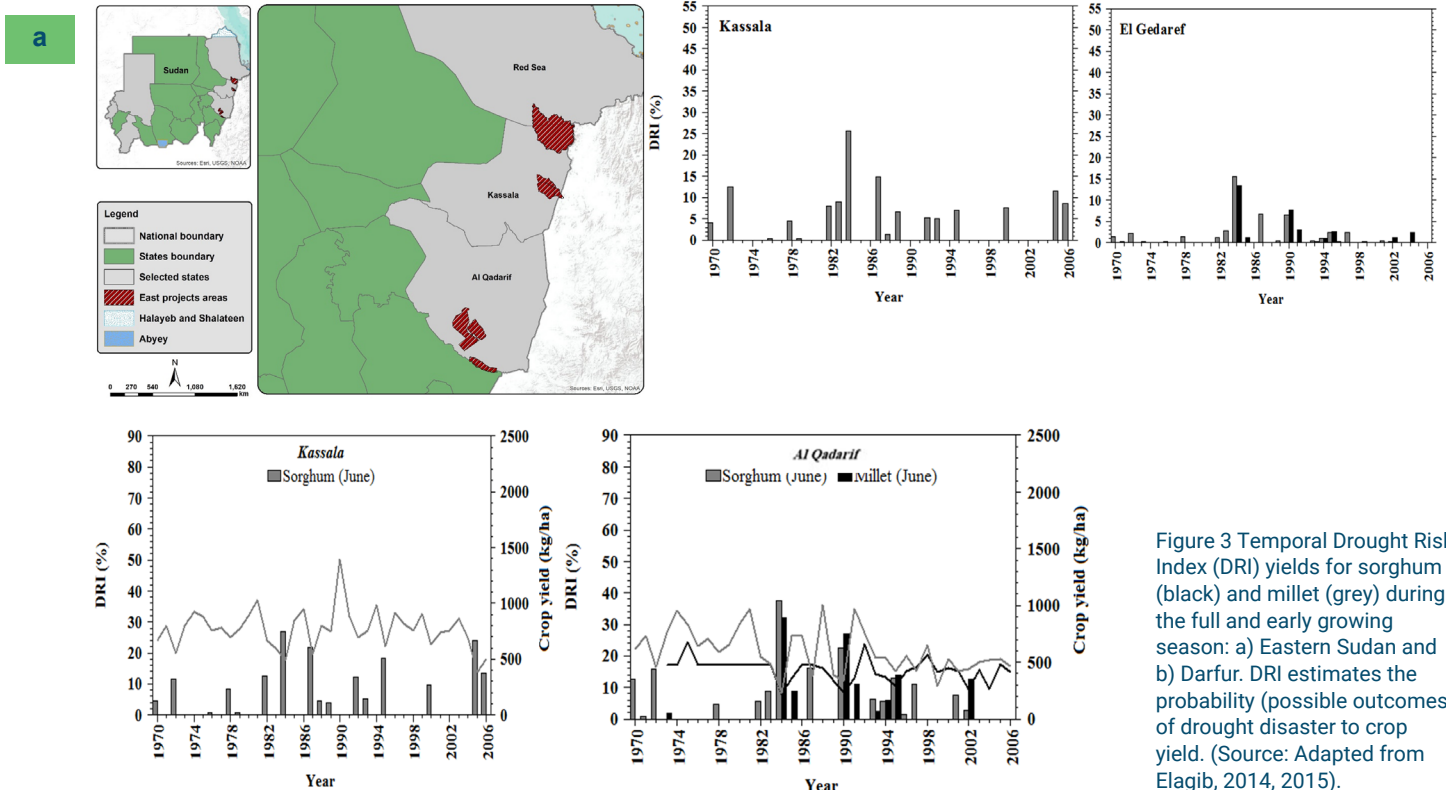 a
Sudan
Sources: Esri, USGS, NOAA
Legend
National boundary
States boundary
Selected states
East projects areas
Halayeb and Shalateen
Abyey
N
0 270 540 1,080 1,620
km
Red Sea
Kassala
Al Qadarif
Sources: Esri, USGS, NOAA
Kassala
DRI (%)
55
50
45
40
35
30
25
20
15
10
5
0
1970 1974 1978 1982 1986 1990 1994 1998 2002 2006
Year
El Gedaref
55
50
45
40
35
30
25
20
15
10
5
0
1970 1974 1978 1982 1986 1990 1994 1998 2002 2006
Year
Kassala
Sorghum (June)
DRI (%)
90
80
70
60
50
40
30
20
10
0
2500
2000
1500
1000
500
0
Crop yield (kg/ha)
1970 1974 1978 1982 1986 1990 1994 1998 2002 2006
Year
Al Qadarif
Sorghum (June) Millet (June)
DRI (%)
90
80
70
60
50
40
30
20
10
0
2500
2000
1500
1000
500
0
Crop yield (kg/ha)
1970 1974 1978 1982 1986 1990 1994 1998 2002 2006
Year
Figure 3 Temporal Drought Risk
Index (DRI) yields for sorghum
(black) and millet (grey) during
the full and early growing
season: a) Eastern Sudan and
b) Darfur. DRI estimates the
probability (possible outcomes
of drought disaster to crop
yield. (Source: Adapted from
Elagib, 2014, 2015).